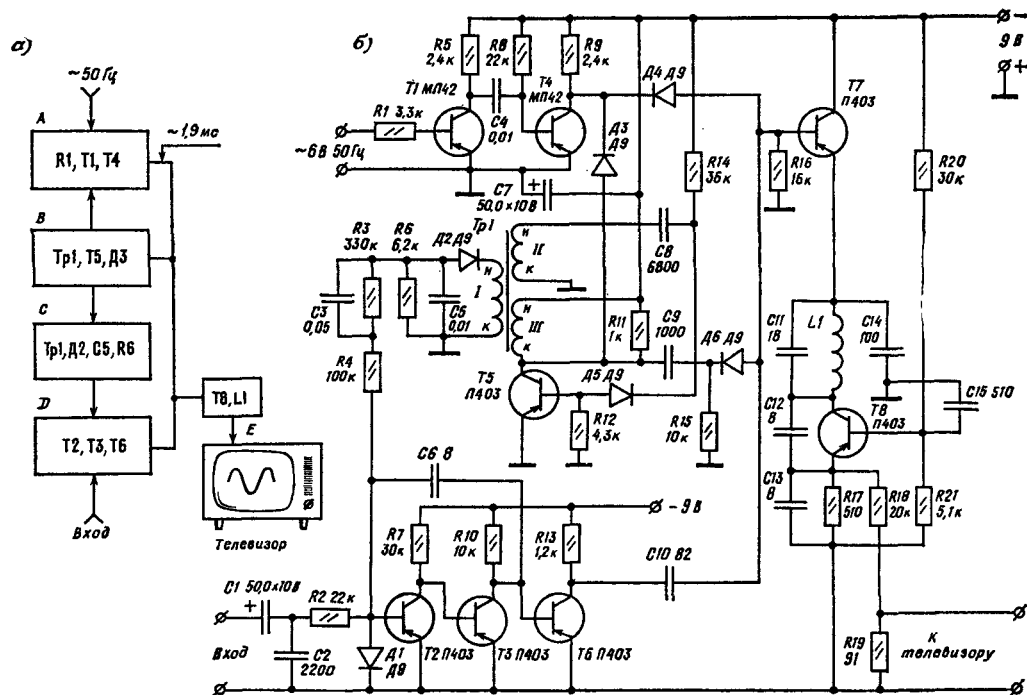 а)
~50 Гц
А
R1, T1, T4
~1,9 мс
В
Tp1, T5, Д3
С
Tp1, Д2, C5, R6
D
T2, T3, T6
Вход
T8, L1
E
Телевизор
б)
R5
2,4к
R8
22к
R9
2,4к
T1 МП42
T4
МП42
C4
0,01
R1 3,3к
~6В 50Гц
Д4 Д9
Д3
Д9
C7
50,0×10В
+
R14
36к
T7
П403
R16
16к
R20
30к
–
9 В
+
R3
330к
R6
6,2к
Д2 Д9
Tp1
н
I
к
н
II
к
н
III
к
C8
6800
C3
0,05
C5
0,01
R4
100к
R11
1к
C9
1000
Д6 Д9
T5
П403
Д5 Д9
R12
4,3к
R15
10к
C11
18
L1
C14
100
C15 510
C12
8
T8
П403
C13
8
R17
510
R18
20к
R21
5,1к
C6 8
R7
30к
R10
10к
R13
1,2к
– 9 В
C10 82
C1 50,0×10В
+
R2 22к
Вход
C2
2200
Д1
Д9
T2 П403
T3 П403
T6 П403
R19
91
К
телевизору